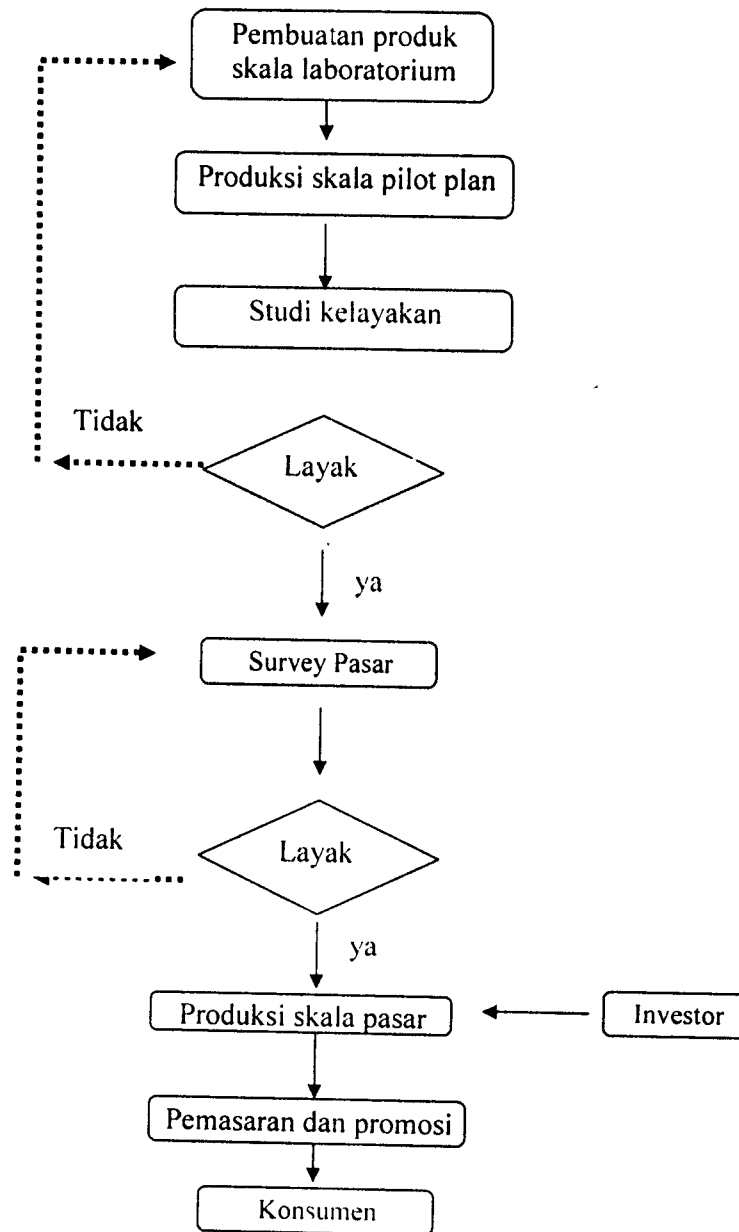 Pembuatan produk
skala laboratorium
Produksi skala pilot plan
Studi kelayakan
Tidak
Layak
ya
Survey Pasar
Tidak
Layak
ya
Produksi skala pasar
Investor
Pemasaran dan promosi
Konsumen